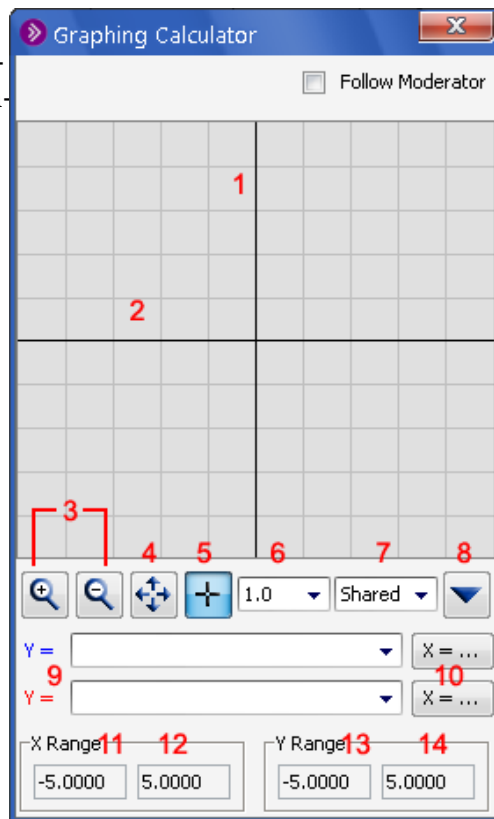 Graphing Calculator
X
Follow Moderator
1
2
3
4 5 6 7 8
1.0 Shared
Y = X = ...
9 10
Y = X = ...
X Range 11 12 Y Range 13 14
-5.0000 5.0000 -5.0000 5.0000